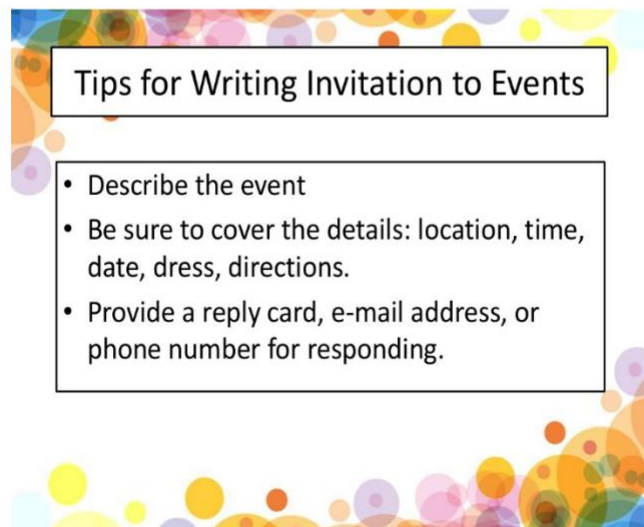 Tips for Writing Invitation to Events
• Describe the event
• Be sure to cover the details: location, time,
date, dress, directions.
• Provide a reply card, e-mail address, or
phone number for responding.